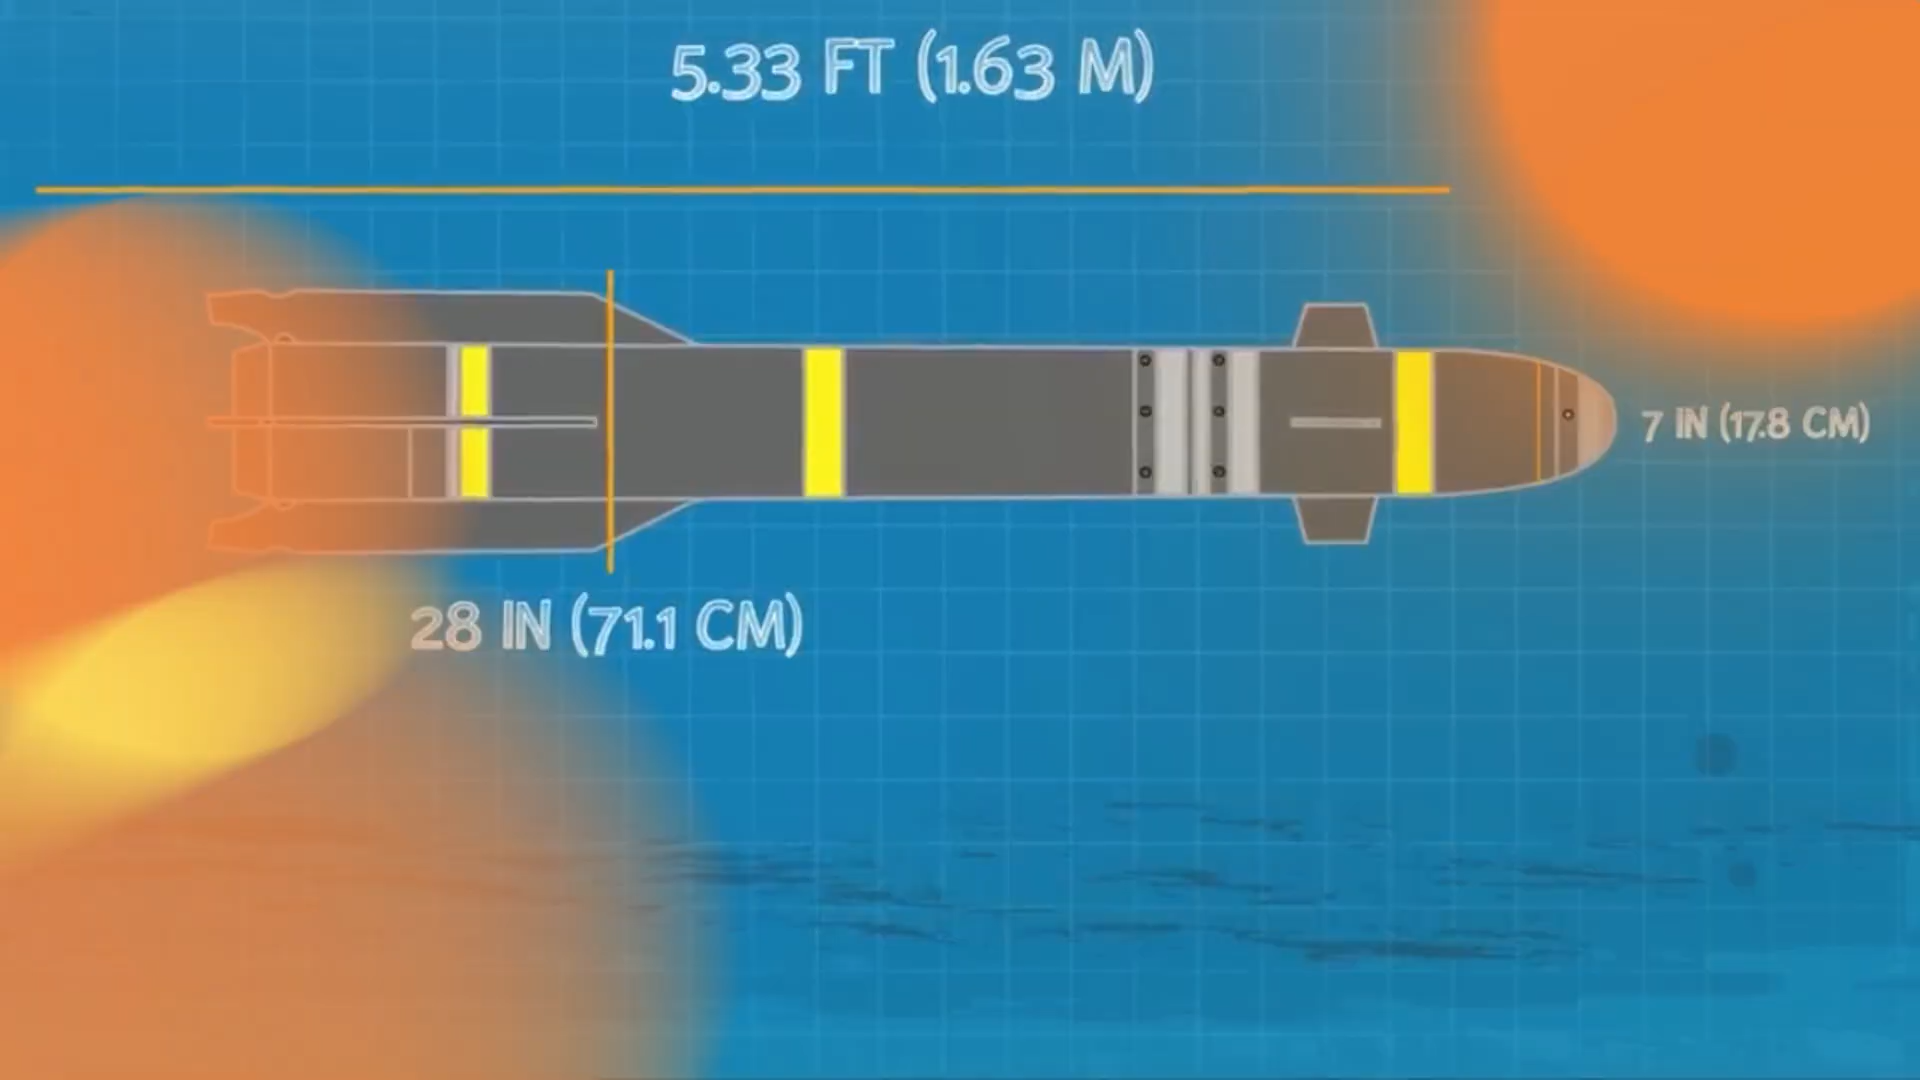 5.33 FT (1.63 M)
7 IN (17.8 CM)
28 IN (71.1 CM)